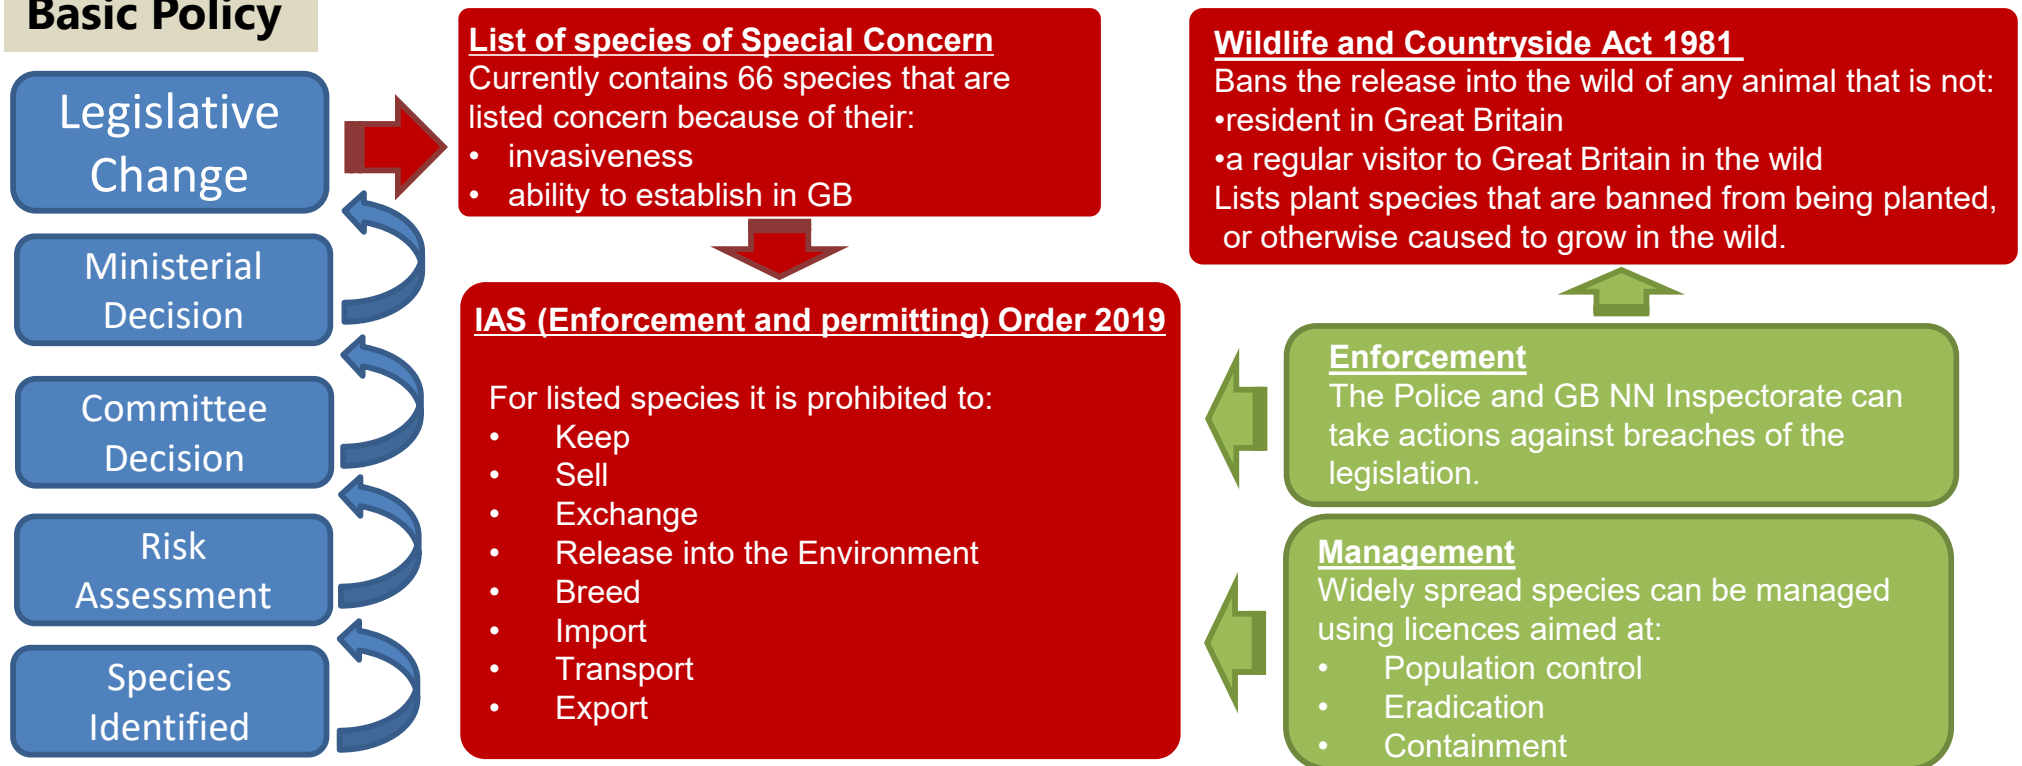 Basic Policy
Legislative
Change
Ministerial
Decision
Committee
Decision
Risk
Assessment
Species
Identified
List of species of Special Concern
Currently contains 66 species that are
listed concern because of their:
• invasiveness
• ability to establish in GB
IAS (Enforcement and permitting) Order 2019
For listed species it is prohibited to:
• Keep
• Sell
• Exchange
• Release into the Environment
• Breed
• Import
• Transport
• Export
Wildlife and Countryside Act 1981
Bans the release into the wild of any animal that is not:
•resident in Great Britain
•a regular visitor to Great Britain in the wild
Lists plant species that are banned from being planted,
or otherwise caused to grow in the wild.
Enforcement
The Police and GB NN Inspectorate can
take actions against breaches of the
legislation.
Management
Widely spread species can be managed
using licences aimed at:
• Population control
• Eradication
• Containment